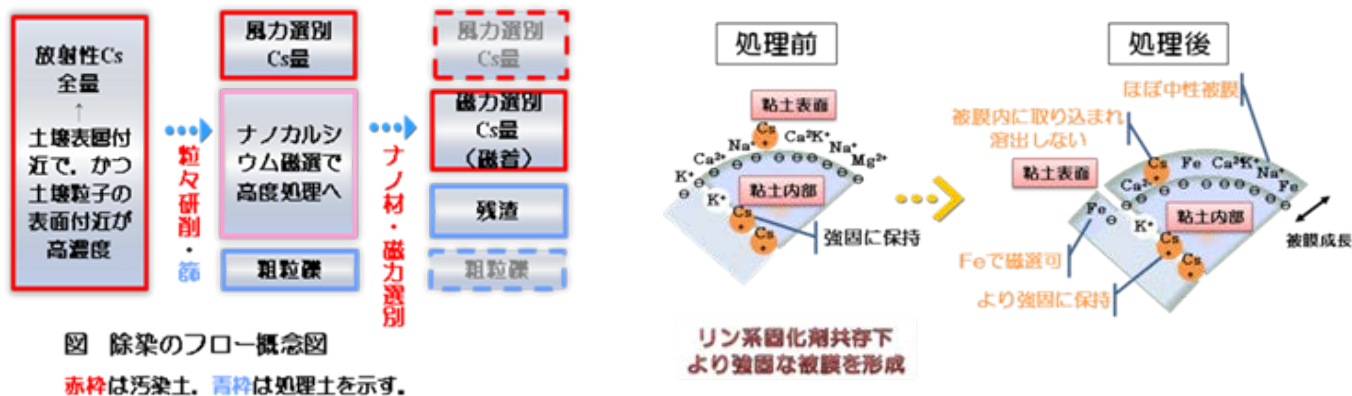 放射性Cs
全量
↑
土壌表面付
近で．かつ
土壌粒子の
表面付近が
高濃度
粒々研削・篩
風力選別
Cs量
ナノカルシ
ウム磁選で
高度処理へ
粗粒礫
ナノ材・磁力選別
風力選別
Cs量
磁力選別
Cs量
（磁着）
残渣
粗粒礫
図 除染のフロー概念図
赤枠は汚染土．青枠は処理土を示す．
処理前
粘土表面
Cs
+
Na⁺
Ca²K⁺
Na⁺
Mg²⁺
Ca²⁺
K⁺
粘土内部
K⁺
Cs
+
Cs
+
強固に保持
リン系固化剤共存下
より強固な被膜を形成
処理後
ほぼ中性被膜
被膜内に取り込まれ
溶出しない
粘土表面
Cs
+
Fe
Ca²K⁺
Na⁺
Fe
Ca²⁺
Fe
K⁺
粘土内部
Cs
+
Cs
+
被膜成長
Feで磁選可
より強固に保持